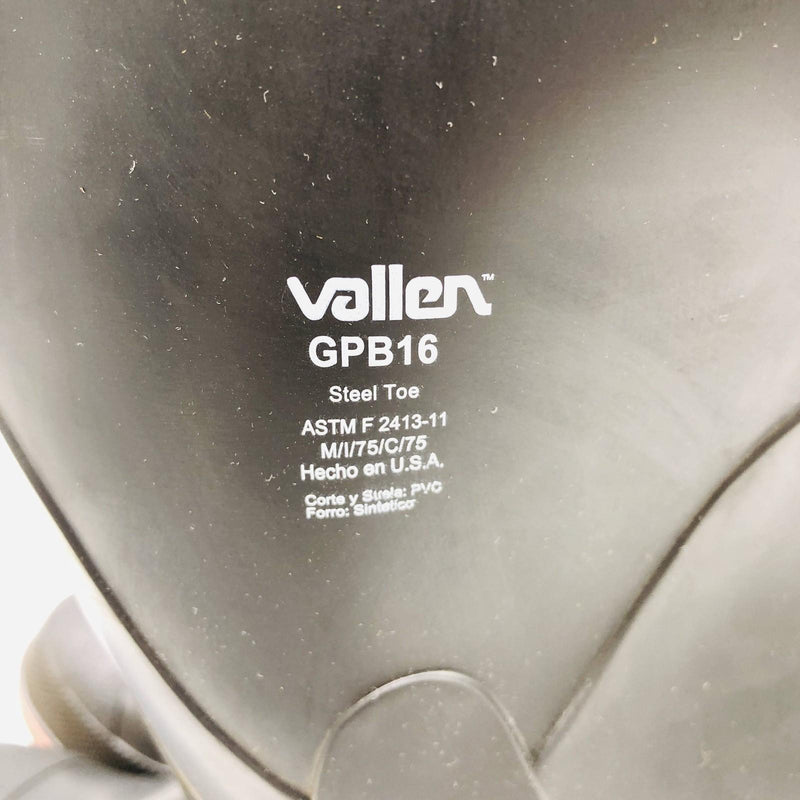 vallen™
GPB16
Steel Toe
ASTM F 2413-11
M/I/75/C/75
Hecho en U.S.A.
Corte y Suela: PVC
Forro: Sintetico